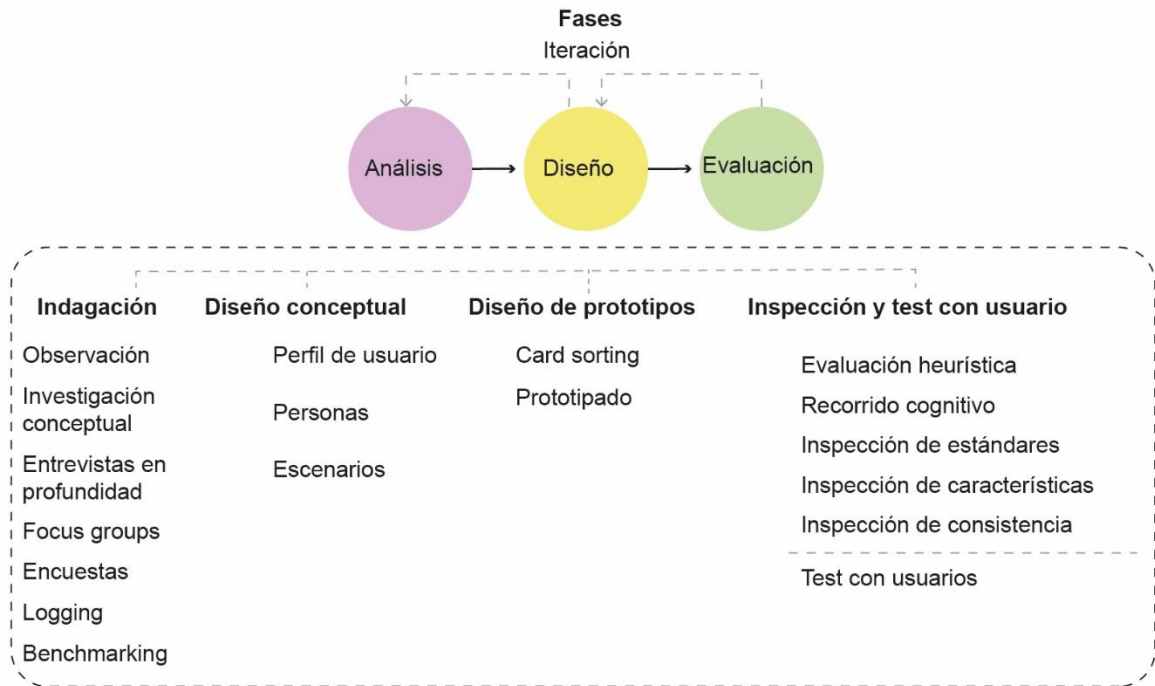 Fases
Iteración
Análisis
Diseño
Evaluación
Indagación
Observación
Investigación
conceptual
Entrevistas en
profundidad
Focus groups
Encuestas
Logging
Benchmarking
Diseño conceptual
Perfil de usuario
Personas
Escenarios
Diseño de prototipos
Card sorting
Prototipado
Inspección y test con usuario
Evaluación heurística
Recorrido cognitivo
Inspección de estándares
Inspección de características
Inspección de consistencia
Test con usuarios